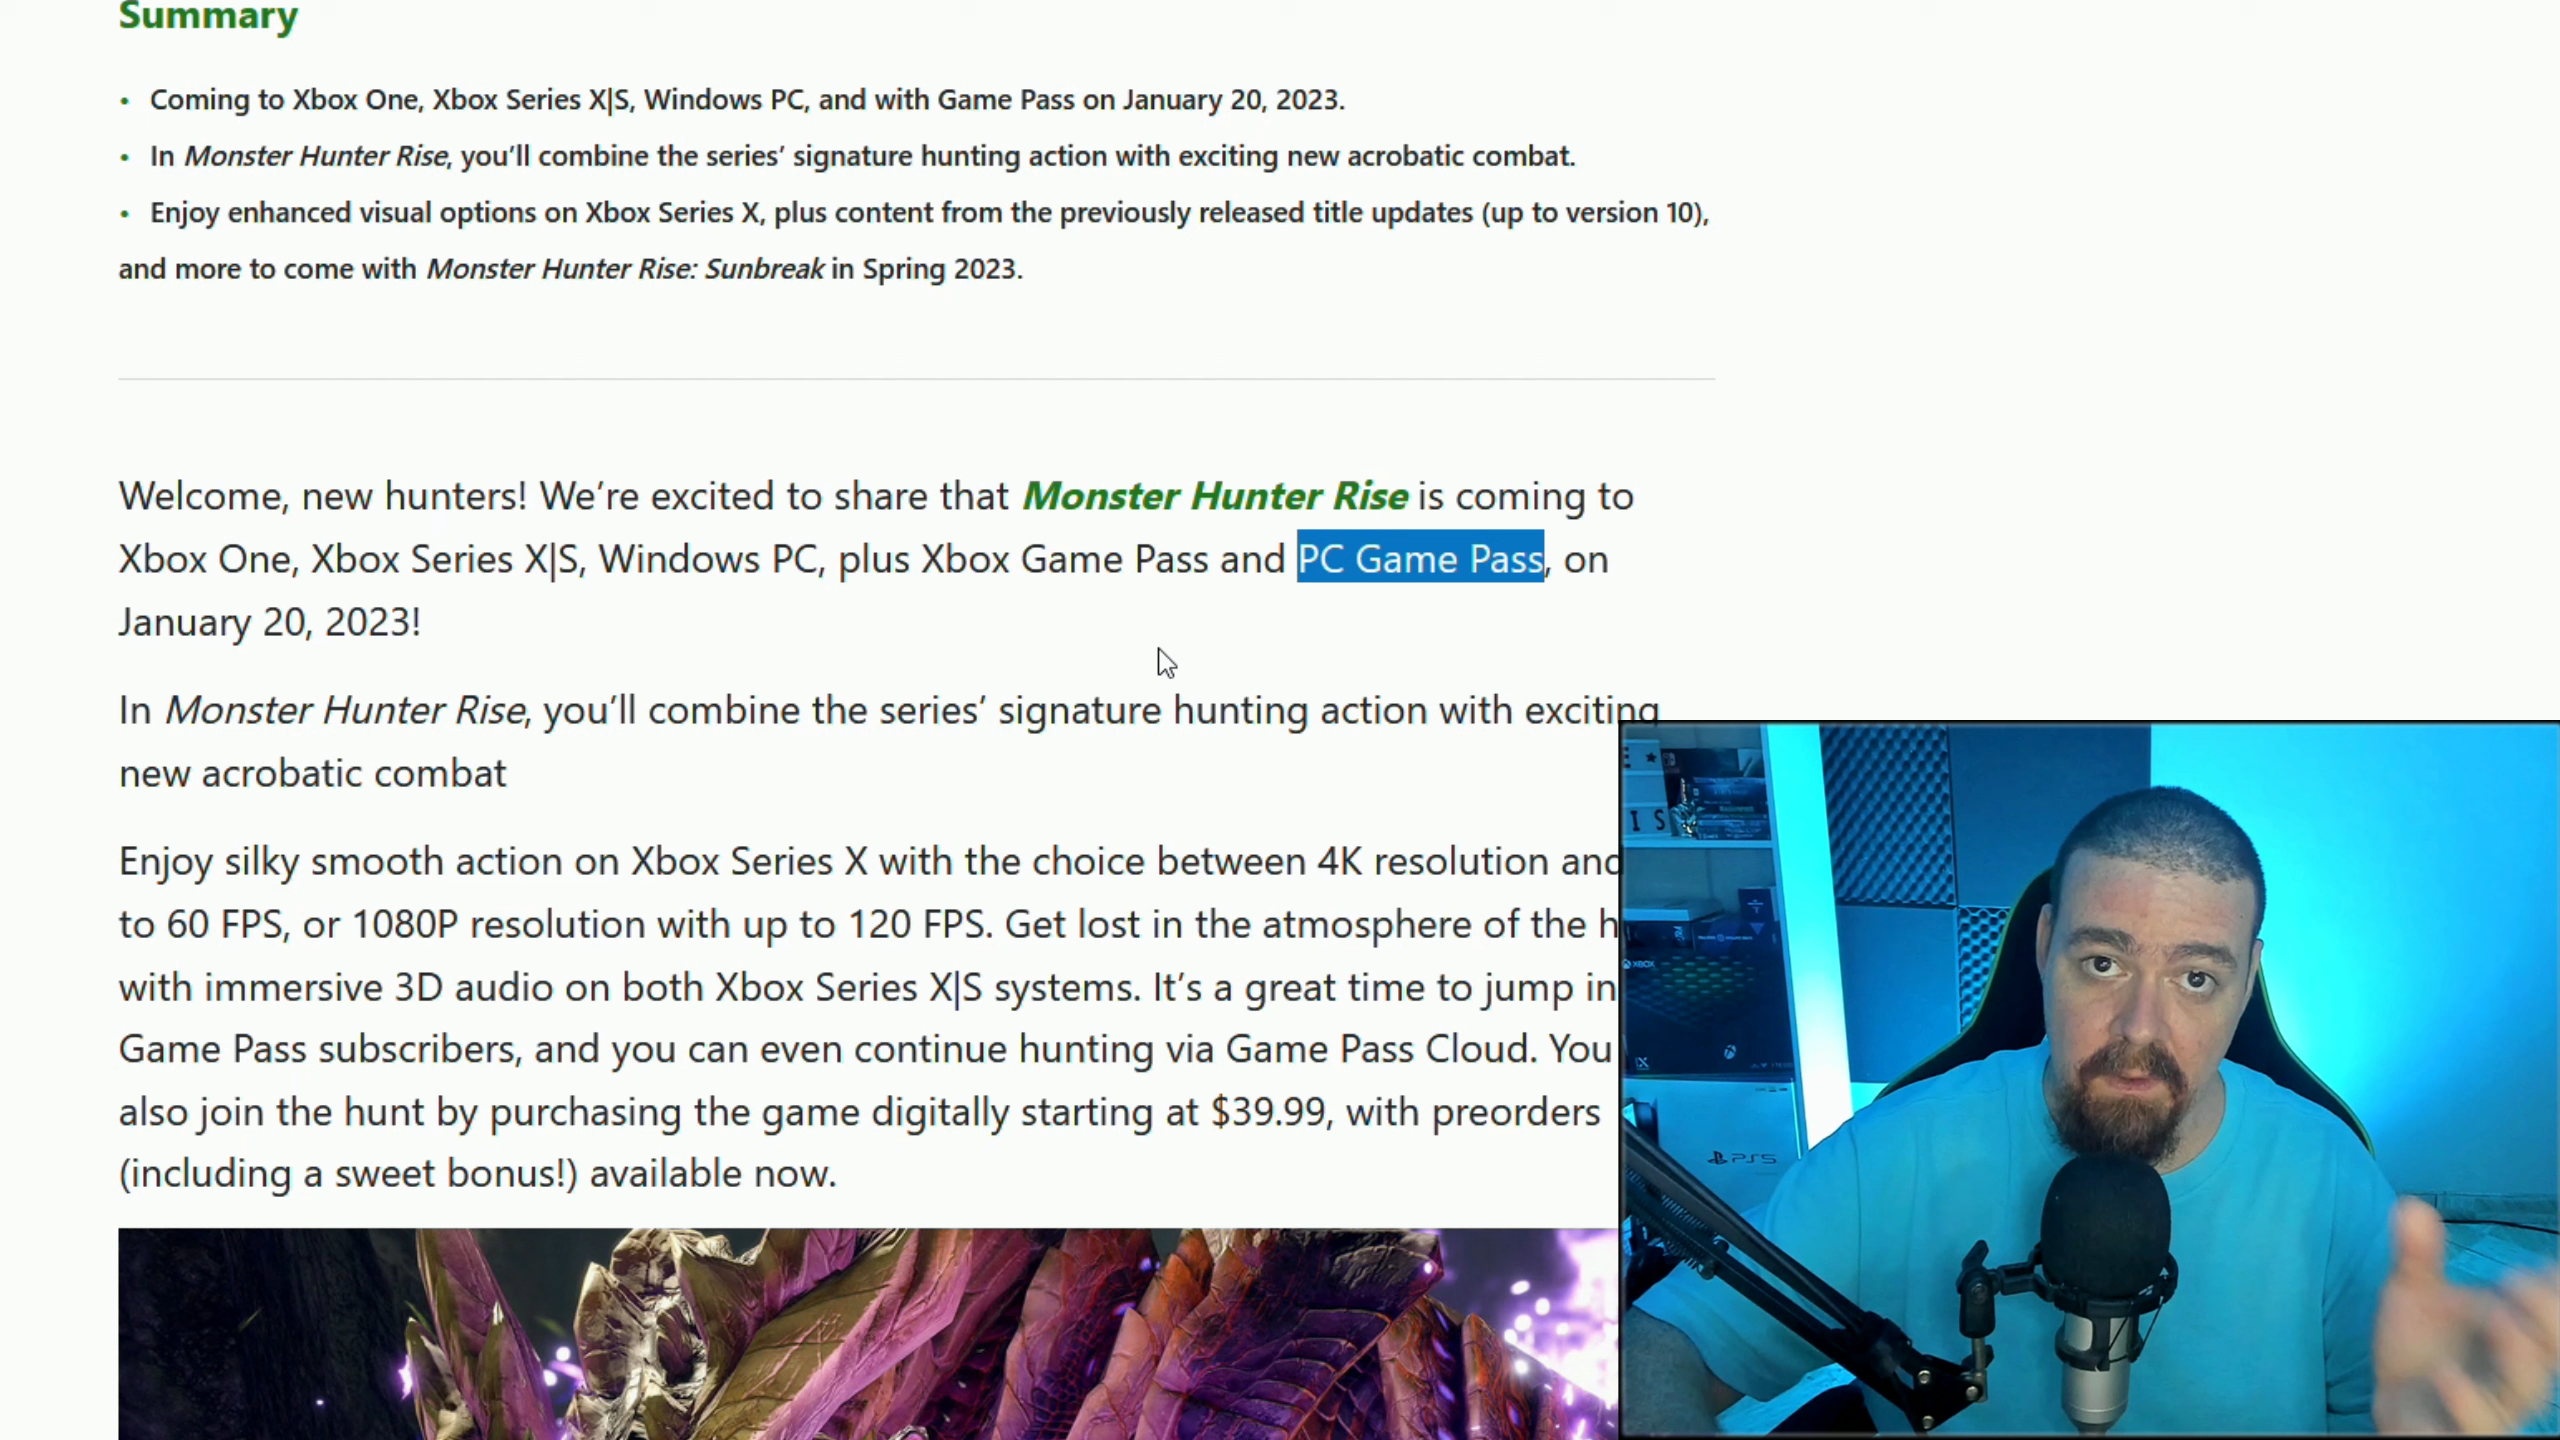 Summary
• Coming to Xbox One, Xbox Series X|S, Windows PC, and with Game Pass on January 20, 2023.
• In Monster Hunter Rise, you’ll combine the series’ signature hunting action with exciting new acrobatic combat.
• Enjoy enhanced visual options on Xbox Series X, plus content from the previously released title updates (up to version 10),
and more to come with Monster Hunter Rise: Sunbreak in Spring 2023.
Welcome, new hunters! We’re excited to share that Monster Hunter Rise is coming to
Xbox One, Xbox Series X|S, Windows PC, plus Xbox Game Pass and PC Game Pass, on
January 20, 2023!
In Monster Hunter Rise, you’ll combine the series’ signature hunting action with exciting
new acrobatic combat
Enjoy silky smooth action on Xbox Series X with the choice between 4K resolution and
to 60 FPS, or 1080P resolution with up to 120 FPS. Get lost in the atmosphere of the h
with immersive 3D audio on both Xbox Series X|S systems. It’s a great time to jump in
Game Pass subscribers, and you can even continue hunting via Game Pass Cloud. You
also join the hunt by purchasing the game digitally starting at $39.99, with preorders
(including a sweet bonus!) available now.
E ★
I S
XBOX
PS5